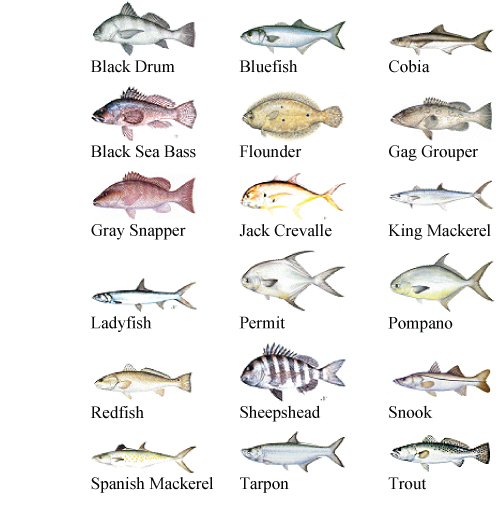 Black Drum Bluefish Cobia
Black Sea Bass Flounder Gag Grouper
Gray Snapper Jack Crevalle King Mackerel
Ladyfish Permit Pompano
Redfish Sheepshead Snook
Spanish Mackerel Tarpon Trout